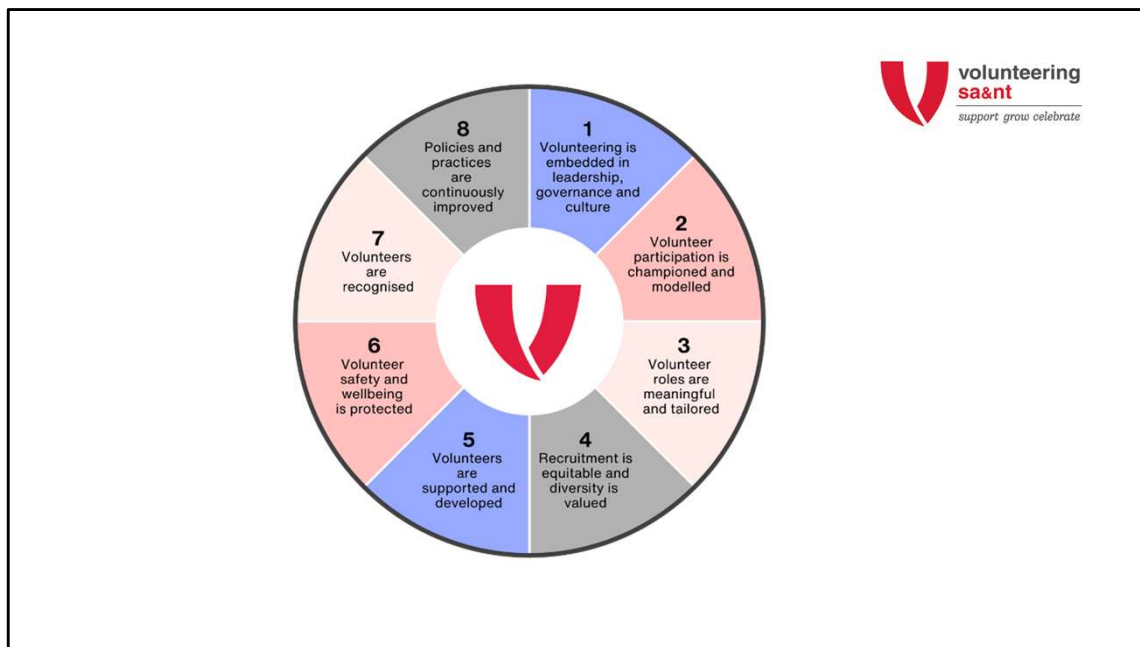 volunteering
sa&nt
support grow celebrate
1
Volunteering is
embedded in
leadership,
governance and
culture
2
Volunteer
participation is
championed and
modelled
3
Volunteer
roles are
meaningful
and tailored
4
Recruitment is
equitable and
diversity is
valued
5
Volunteers
are
supported and
developed
6
Volunteer
safety and
wellbeing
is protected
7
Volunteers
are
recognised
8
Policies and
practices
are
continuously
improved